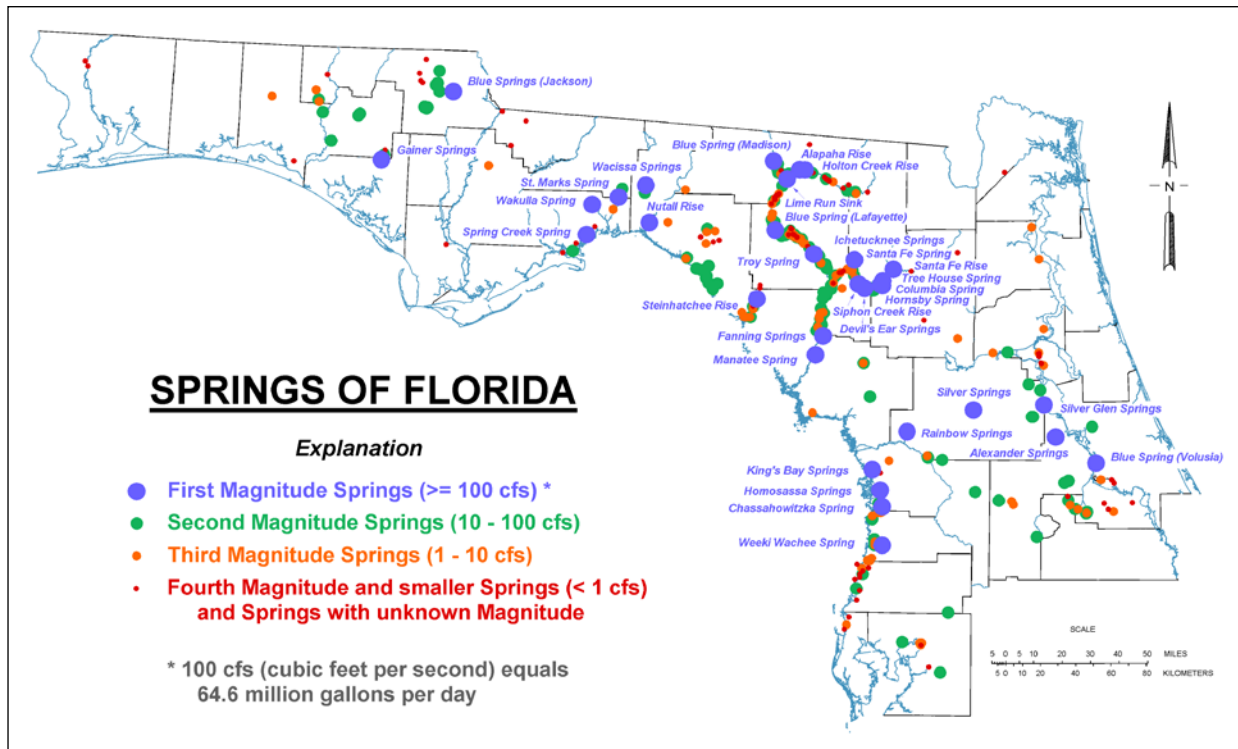 Blue Springs (Jackson)
Gainer Springs
St. Marks Spring
Wacissa Springs
Wakulla Spring
Nutall Rise
Spring Creek Spring
Blue Spring (Madison)
Alapaha Rise
Holton Creek Rise
Lime Run Sink
Blue Spring (Lafayette)
Ichetucknee Springs
Santa Fe Spring
Troy Spring
Santa Fe Rise
Tree House Spring
Columbia Spring
Hornsby Spring
Steinhatchee Rise
Siphon Creek Rise
Devil's Ear Springs
Fanning Springs
Manatee Spring
Silver Springs
Silver Glen Springs
Rainbow Springs
Alexander Springs
Blue Spring (Volusia)
King's Bay Springs
Homosassa Springs
Chassahowitzka Spring
Weeki Wachee Spring
N
SPRINGS OF FLORIDA
Explanation
First Magnitude Springs (>= 100 cfs) *
Second Magnitude Springs (10 - 100 cfs)
Third Magnitude Springs (1 - 10 cfs)
Fourth Magnitude and smaller Springs (< 1 cfs)
and Springs with unknown Magnitude
* 100 cfs (cubic feet per second) equals
64.6 million gallons per day
SCALE
5 0 10 20 30 40 50 MILES
5 0 20 40 60 80 KILOMETERS